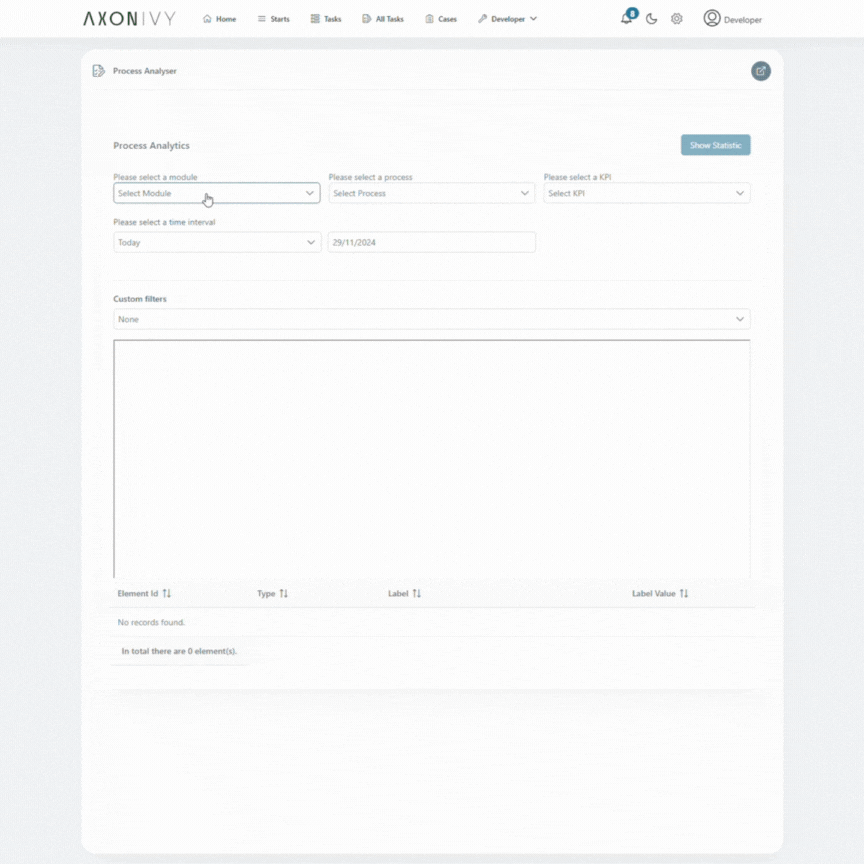 AXONIVY Home Starts Tasks All Tasks Cases Developer 8 Developer
Process Analyser
Process Analytics Show Statistic
Please select a module Please select a process Please select a KPI
Select Module Select Process Select KPI
Please select a time interval
Today 29/11/2024
Custom filters
None
Element Id Type Label Label Value
No records found.
In total there are 0 element(s).